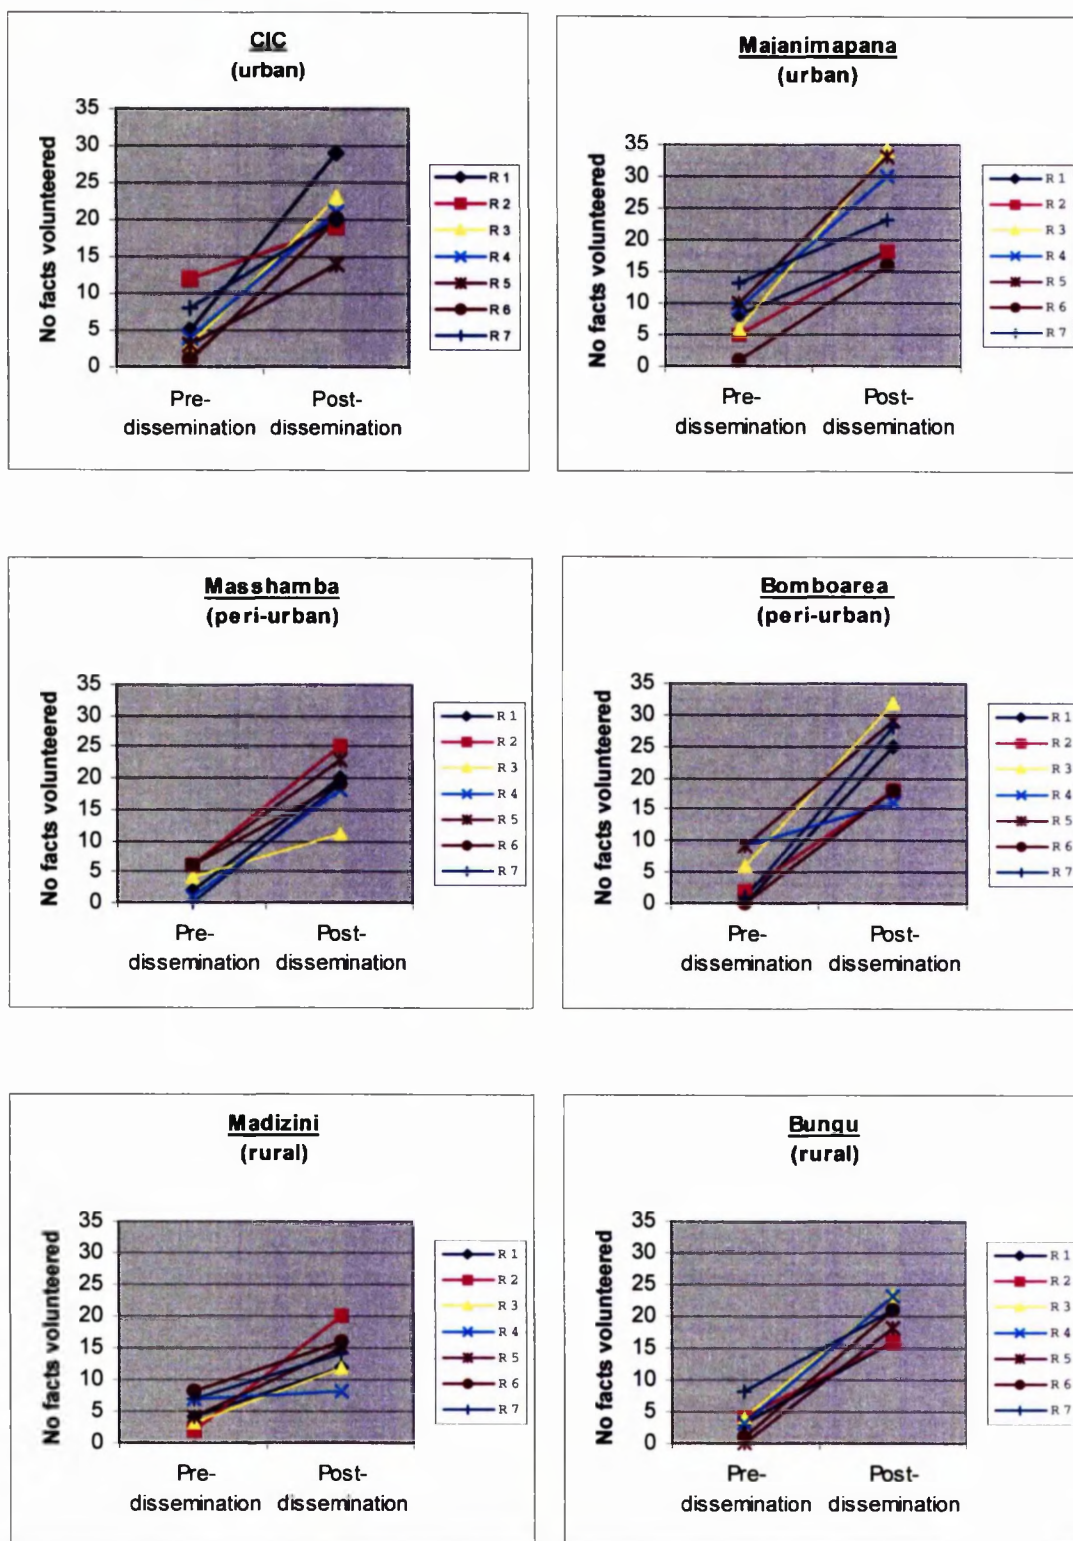 CIC
(urban)
No facts volunteered
35
30
25
20
15
10
5
0
Pre-
dissemination
Post-
dissemination
R 1
R 2
R 3
R 4
R 5
R 6
R 7
Majanimapana
(urban)
No facts volunteered
35
30
25
20
15
10
5
0
Pre-
dissemination
Post-
dissemination
R 1
R 2
R 3
R 4
R 5
R 6
R 7
Masshamba
(peri-urban)
No facts volunteered
35
30
25
20
15
10
5
0
Pre-
dissemination
Post-
dissemination
R 1
R 2
R 3
R 4
R 5
R 6
R 7
Bomboarea
(peri-urban)
No facts volunteered
35
30
25
20
15
10
5
0
Pre-
dissemination
Post-
dissemination
R 1
R 2
R 3
R 4
R 5
R 6
R 7
Madizini
(rural)
No facts volunteered
35
30
25
20
15
10
5
0
Pre-
dissemination
Post-
dissemination
R 1
R 2
R 3
R 4
R 5
R 6
R 7
Bungu
(rural)
No facts volunteered
35
30
25
20
15
10
5
0
Pre-
dissemination
Post-
dissemination
R 1
R 2
R 3
R 4
R 5
R 6
R 7